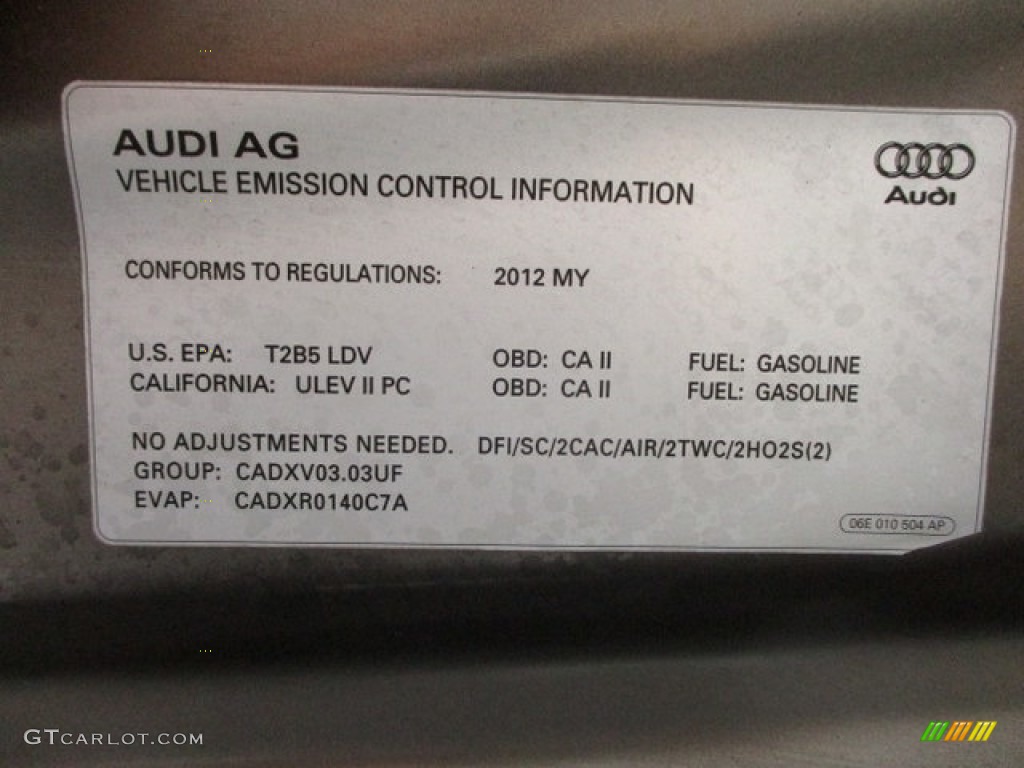 AUDI AG
VEHICLE EMISSION CONTROL INFORMATION
Audi
CONFORMS TO REGULATIONS: 2012 MY
U.S. EPA: T2B5 LDV OBD: CA II FUEL: GASOLINE
CALIFORNIA: ULEV II PC OBD: CA II FUEL: GASOLINE
NO ADJUSTMENTS NEEDED. DFI/SC/2CAC/AIR/2TWC/2HO2S(2)
GROUP: CADXV03.03UF
EVAP: CADXR0140C7A
06E 010 504 AP
GTCARLOT.COM